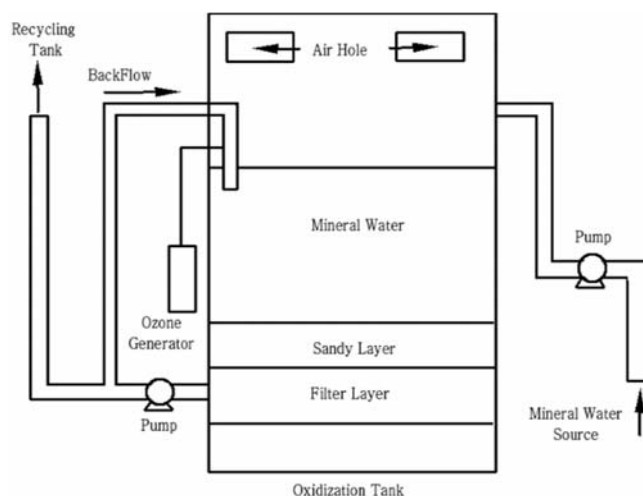 Recycling
Tank
BackFlow
Air Hole
Mineral Water
Pump
Ozone
Generator
Sandy Layer
Filter Layer
Pump
Mineral Water
Source
Oxidization Tank